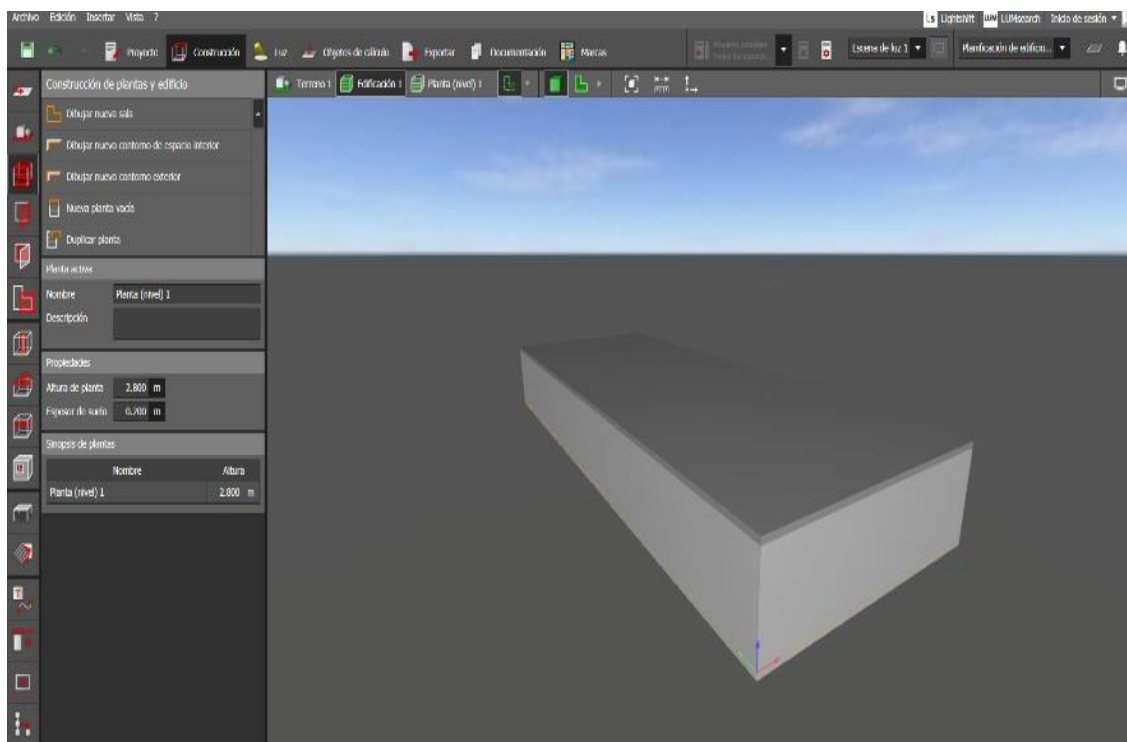 Archivo Edición Insertar Vista ?
Ls Lightshift LUM LUMsearch Inicio de sesión
Proyecto Construcción Luz Objetos de cálculo Exportar Documentación Marcas
Escena de luz 1 Planificación de edificio...
Construcción de plantas y edificio
Terreno 1 Edificación 1 Planta (nivel) 1
Dibujar nueva sala
Dibujar nuevo contorno de espacio interior
Dibujar nuevo contorno exterior
Nueva planta vacía
Duplicar planta
Planta activa
Nombre Planta (nivel) 1
Descripción
Propiedades
Altura de planta 2.800 m
Espesor de suelo 0.200 m
Sinopsis de plantas
Nombre Altura
Planta (nivel) 1 2.800 m